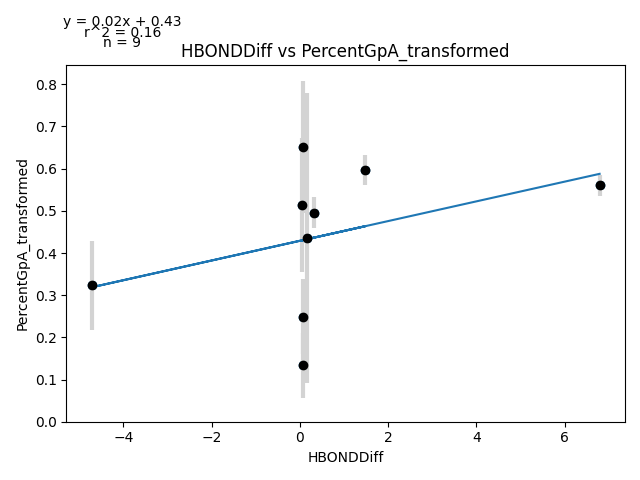 y = 0.02x + 0.43
r^2 = 0.16
n = 9
HBONDDiff vs PercentGpA_transformed
PercentGpA_transformed
0.8
0.7
0.6
0.5
0.4
0.3
0.2
0.1
0.0
−4
−2
0
2
4
6
HBONDDiff